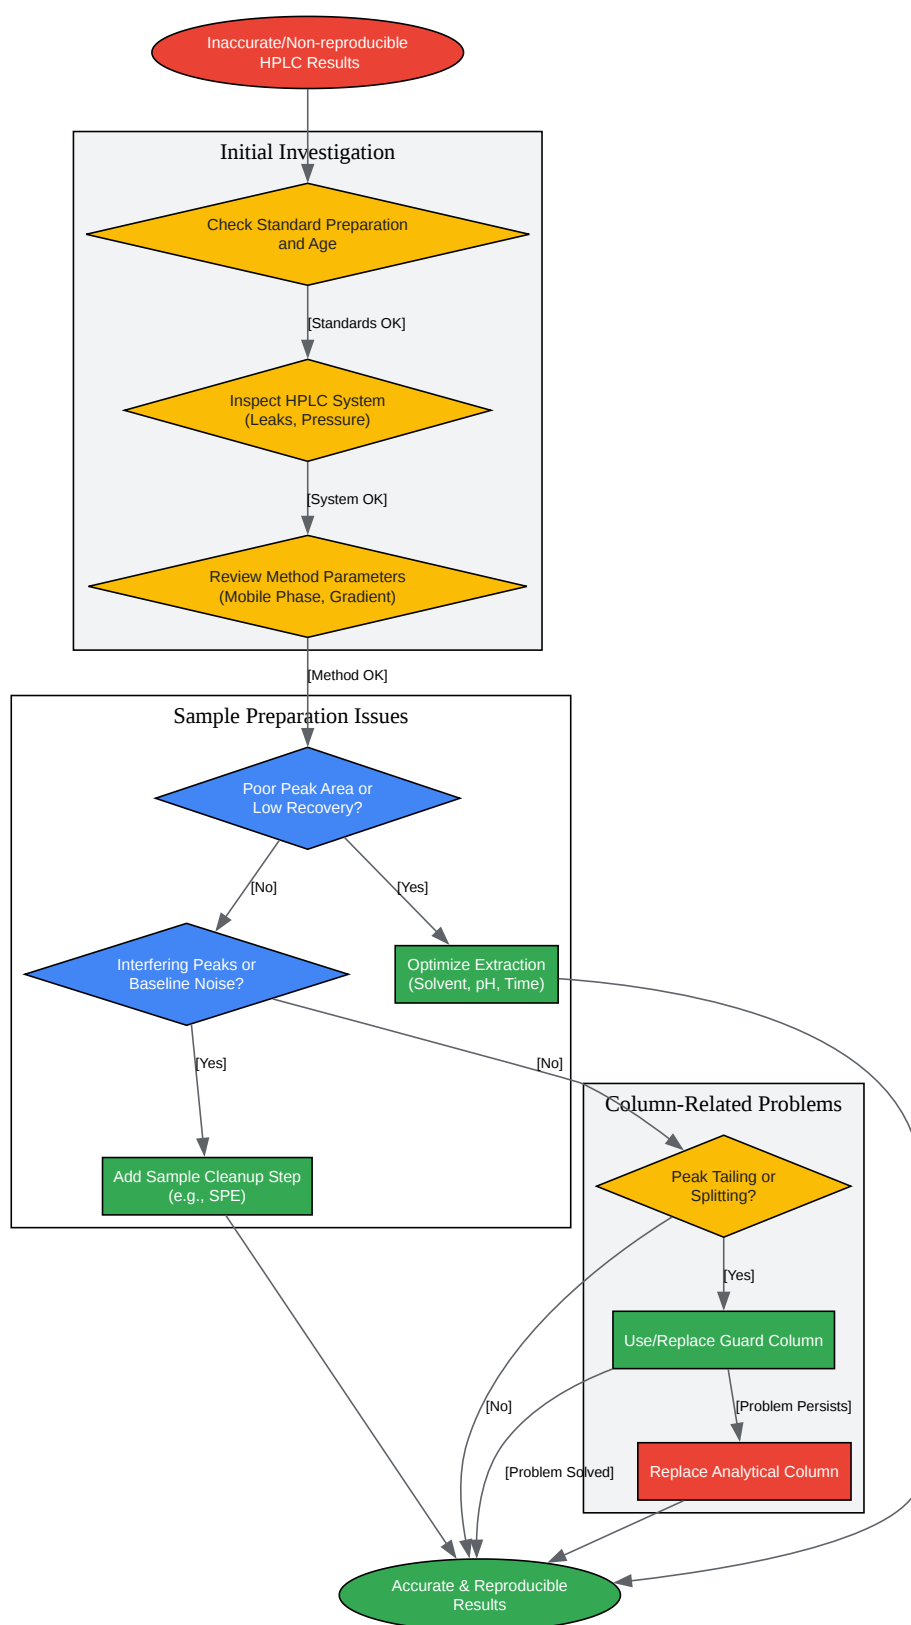 Inaccurate/Non-reproducible
HPLC Results
Initial Investigation
Check Standard Preparation
and Age
[Standards OK]
Inspect HPLC System
(Leaks, Pressure)
[System OK]
Review Method Parameters
(Mobile Phase, Gradient)
[Method OK]
Sample Preparation Issues
Poor Peak Area or
Low Recovery?
[No]
[Yes]
Interfering Peaks or
Baseline Noise?
Optimize Extraction
(Solvent, pH, Time)
[Yes]
[No]
Column-Related Problems
Add Sample Cleanup Step
(e.g., SPE)
Peak Tailing or
Splitting?
[Yes]
Use/Replace Guard Column
[No]
[Problem Persists]
[Problem Solved]
Replace Analytical Column
Accurate & Reproducible
Results